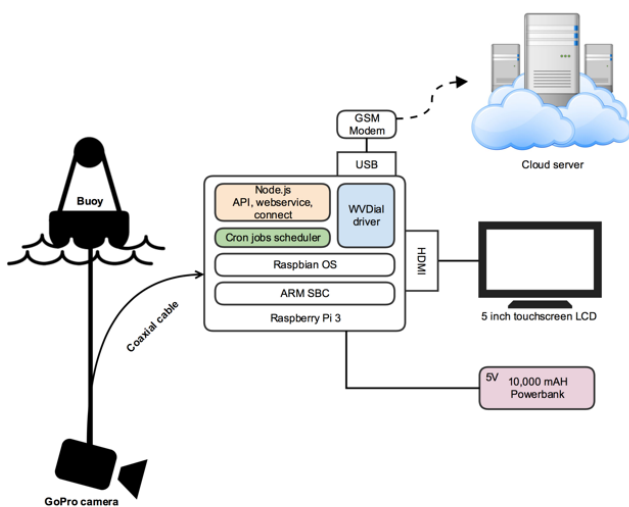 GSM
Modem
USB
Cloud server
Buoy
Node.js
API, webservice,
connect
WVDial
driver
Cron jobs scheduler
Raspbian OS
ARM SBC
Raspberry Pi 3
HDMI
5 inch touchscreen LCD
Coaxial cable
5V
10,000 mAH
Powerbank
GoPro camera